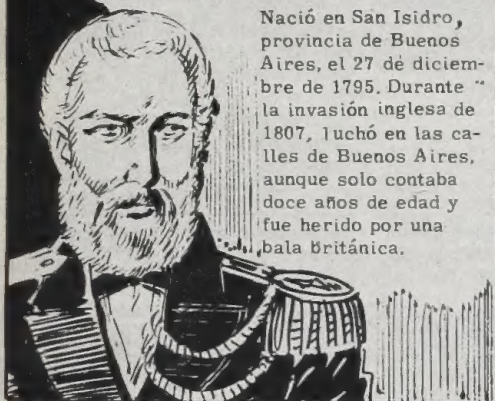 Nació en San Isidro,
provincia de Buenos
Aires, el 27 de diciem-
bre de 1795. Durante
la invasión inglesa de
1807, luchó en las ca-
lles de Buenos Aires,
aunque solo contaba
doce años de edad y
fue herido por una
bala británica.